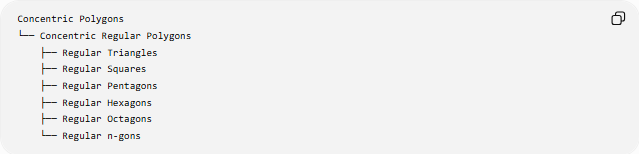 Concentric Polygons
└── Concentric Regular Polygons
    ├── Regular Triangles
    ├── Regular Squares
    ├── Regular Pentagons
    ├── Regular Hexagons
    ├── Regular Octagons
    └── Regular n-gons